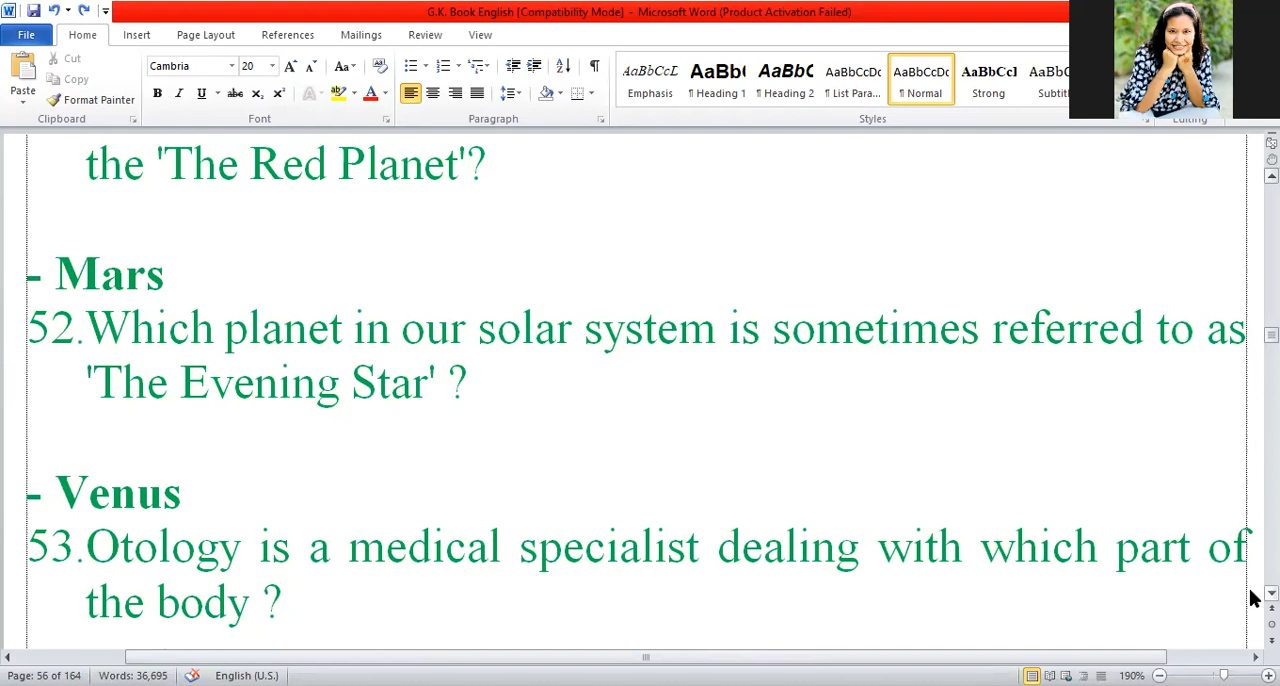 G.K. Book English [Compatibility Mode] - Microsoft Word (Product Activation Failed)
File Home Insert Page Layout References Mailings Review View
Cut
Copy
Paste
Format Painter
Cambria 20
AaBbCcL AaBb( AaBbC AaBbCcDc AaBbCcDc AaBbCcI AaBbC
Emphasis ¶ Heading 1 ¶ Heading 2 ¶ List Para... ¶ Normal Strong Subtitl
Clipboard Font Paragraph Styles Editing
the 'The Red Planet'?
- Mars
52.Which planet in our solar system is sometimes referred to as
'The Evening Star' ?
- Venus
53.Otology is a medical specialist dealing with which part of
the body ?
Page: 56 of 164 Words: 36,695 English (U.S.) 190%